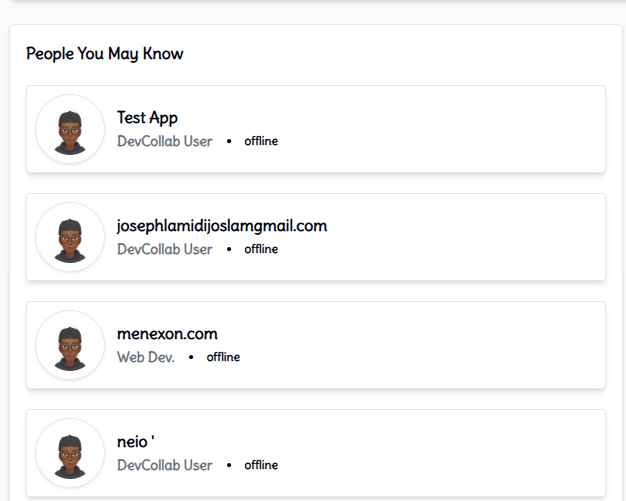 People You May Know
Test App
DevCollab User • offline
josephlamidijoslamgmail.com
DevCollab User • offline
menexon.com
Web Dev. • offline
neio '
DevCollab User • offline